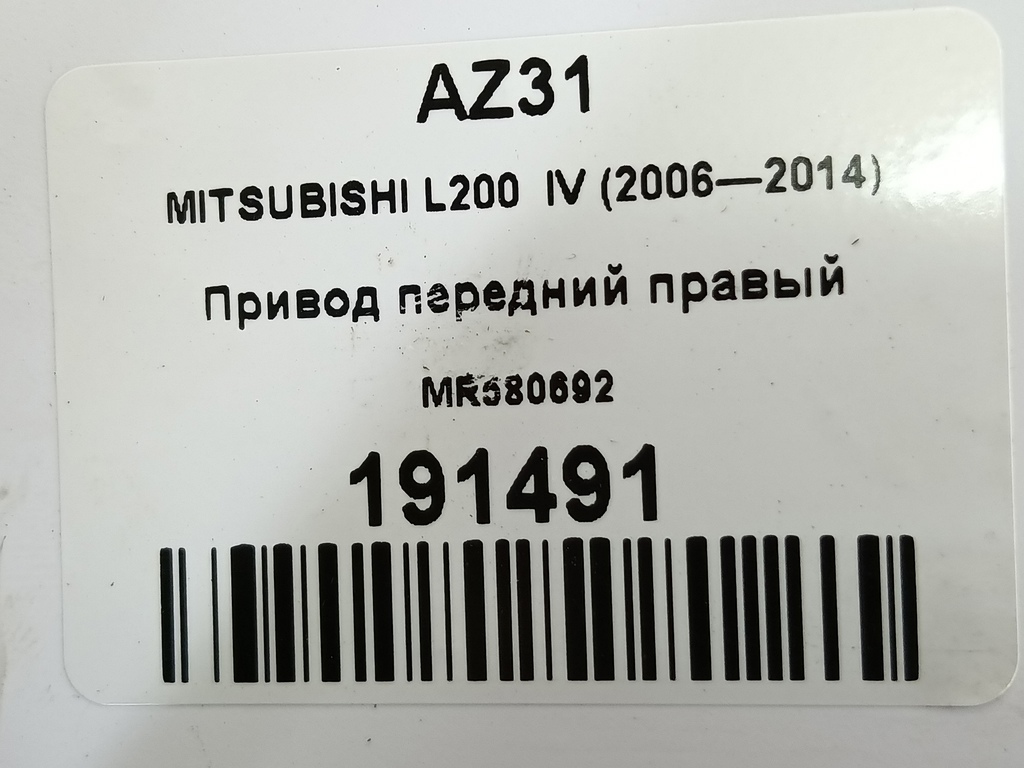 AZ31
MITSUBISHI L200 IV (2006—2014)
Привод передний правый
MR580692
191491